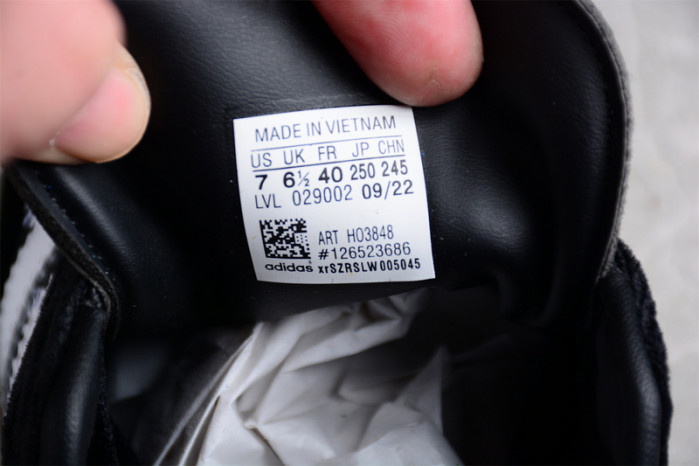 MADE IN VIETNAM
US UK FR JP CHN
7 6½ 40 250 245
LVL 029002 09/22
ART HO3848
#126523686
adidas xrSZRSLW005045